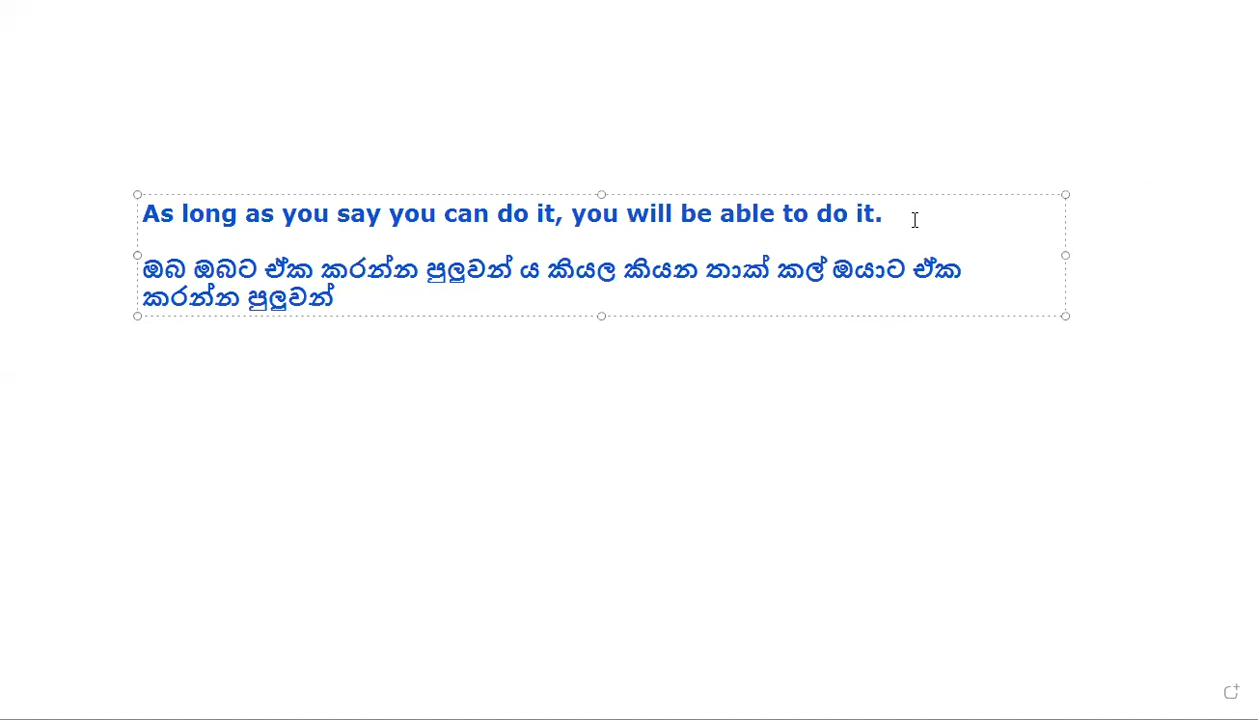 As long as you say you can do it, you will be able to do it.
ඔබ ඔබට ඒක කරන්න පුලුවන් ය කියල කියන තාක් කල් ඔයාට ඒක
කරන්න පුලුවන්